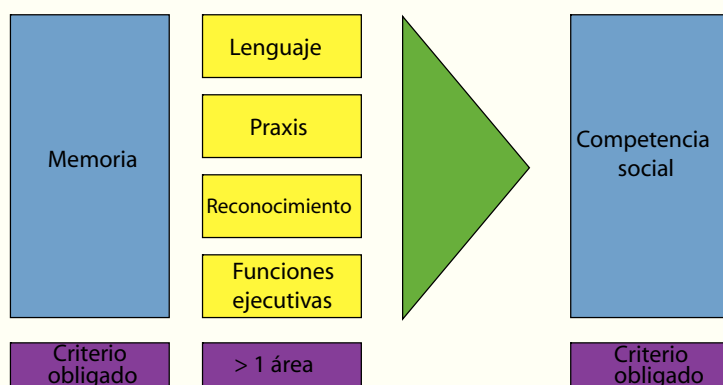 Memoria
Lenguaje
Praxis
Reconocimiento
Funciones
ejecutivas
Competencia
social
Criterio
obligado
> 1 área
Criterio
obligado